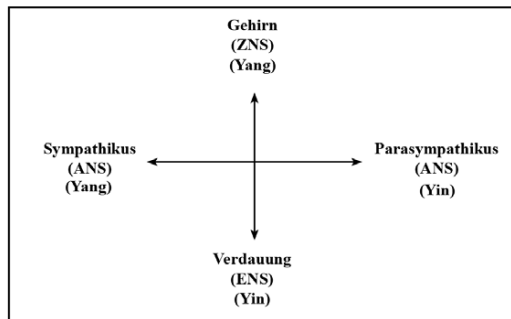 Gehirn
(ZNS)
(Yang)
Sympathikus
(ANS)
(Yang)
Parasympathikus
(ANS)
(Yin)
Verdauung
(ENS)
(Yin)